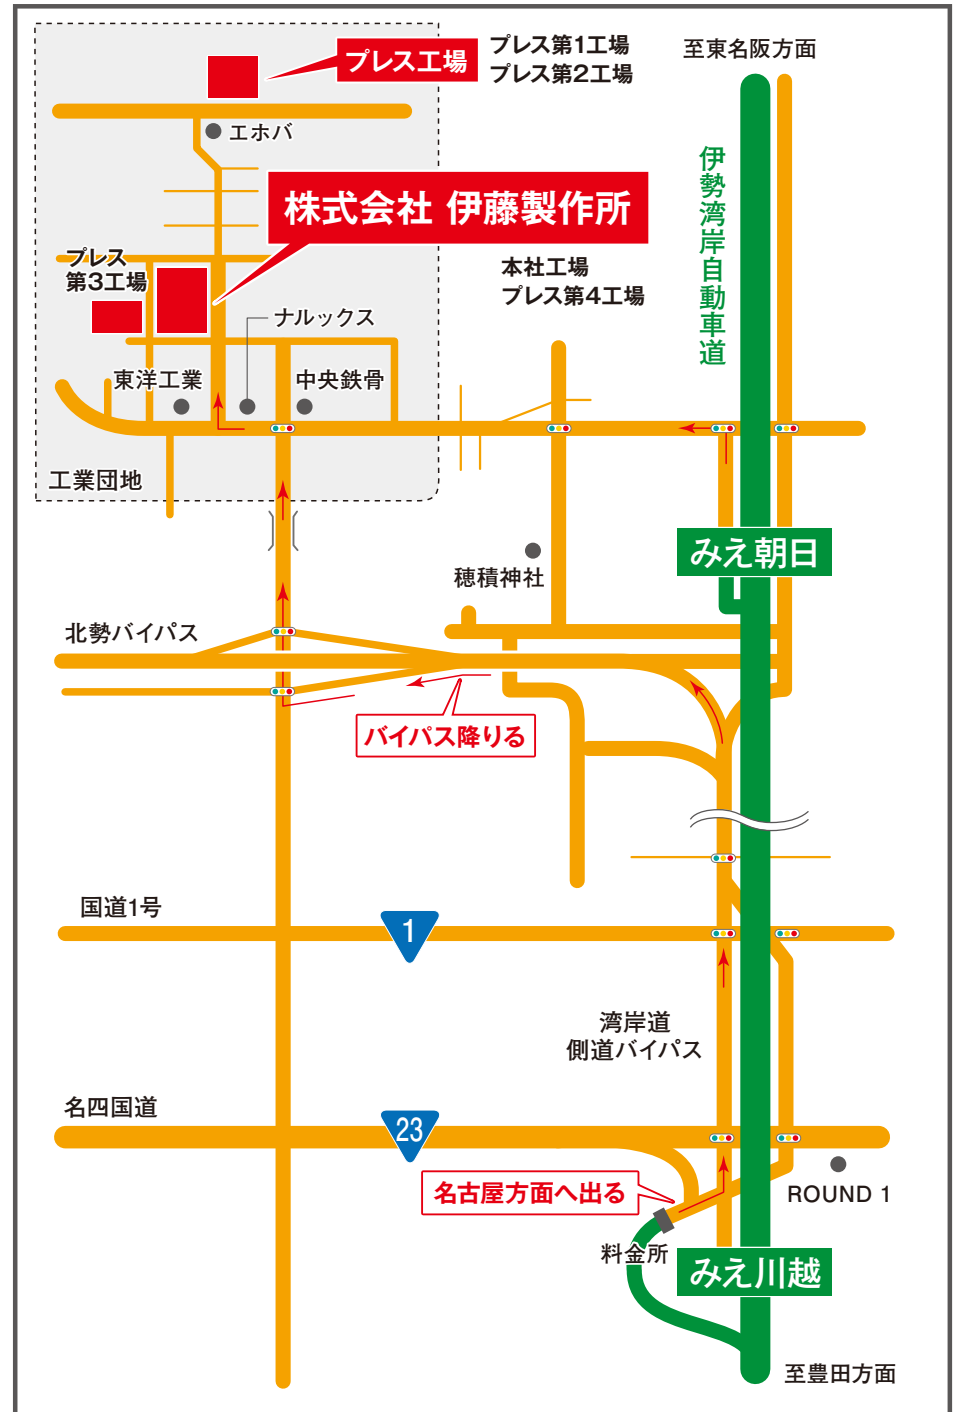 プレス工場
プレス第1工場
プレス第2工場
至東名阪方面
エホバ
伊勢湾岸自動車道
株式会社 伊藤製作所
プレス
第3工場
本社工場
プレス第4工場
ナルックス
東洋工業
中央鉄骨
工業団地
みえ朝日
穂積神社
北勢バイパス
バイパス降りる
国道1号
1
湾岸道
側道バイパス
名四国道
23
名古屋方面へ出る
ROUND 1
料金所
みえ川越
至豊田方面